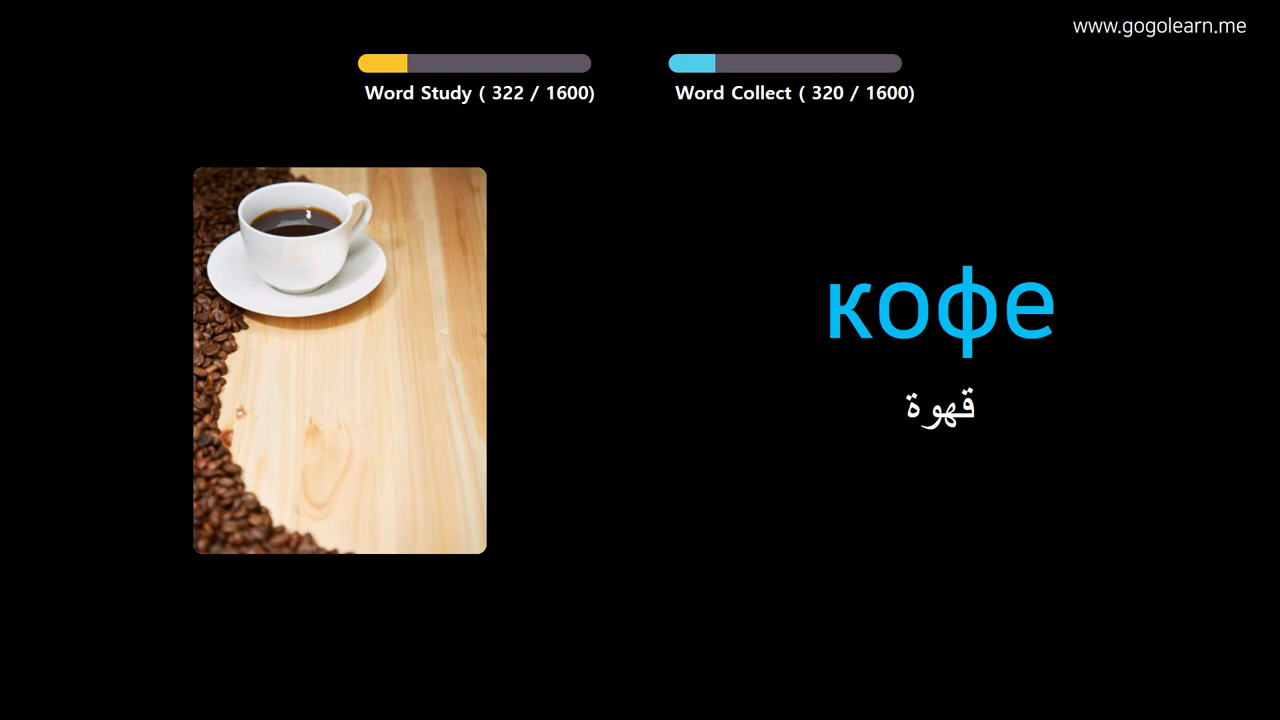 www.gogolearn.me
Word Study ( 322 / 1600)
Word Collect ( 320 / 1600)
кофе
قهوة